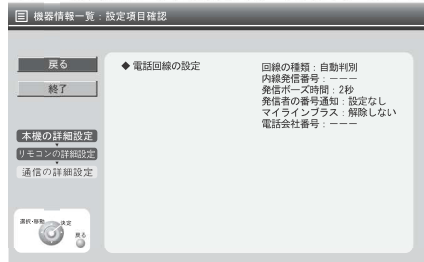 機器情報一覧：設定項目確認
戻る
終了
本機の詳細設定
リモコンの詳細設定
通信の詳細設定
◆ 電話回線の設定
回線の種類：自動判別
内線発信番号：－－－
発信ポーズ時間：2秒
発信者の番号通知：設定なし
マイラインプラス：解除しない
電話会社番号：－－－
選択・移動
決定
戻る